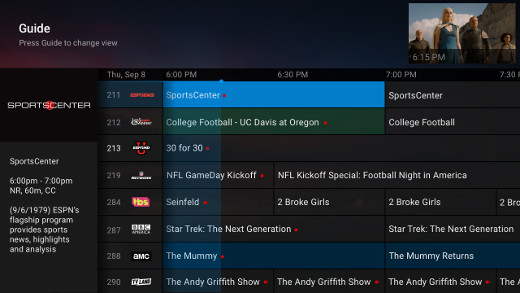 Guide
Press Guide to change view
6:15 PM
Thu, Sep 8 6:00 PM 6:30 PM 7:00 PM 7:30
SPORTSCENTER
SportsCenter
6:00pm - 7:00pm
NR, 60m, CC
(9/6/1979) ESPN's
flagship program
provides sports
news, highlights
and analysis
211 SportsCenter SportsCenter
212 College Football - UC Davis at Oregon College Football
213 30 for 30
219 NFL GameDay Kickoff NFL Kickoff Special: Football Night in America
284 tbs Seinfeld 2 Broke Girls 2 Broke Girls 2 Bro
287 BBC AMERICA Star Trek: The Next Generation Star Trek: The Next Generation
288 amc The Mummy The Mummy Returns
290 TV LAND The Andy Griffith Show The Andy Griffith Show The Andy Griffith Show The A